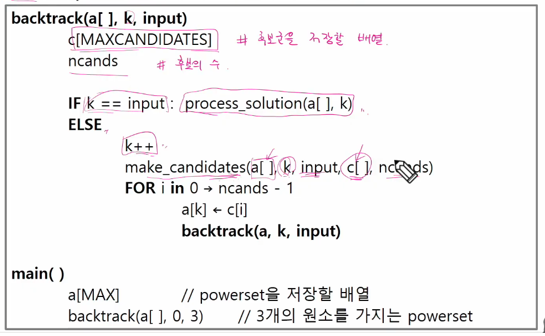 backtrack(a[ ], k, input)
c[MAXCANDIDATES] # 후보군을 저장할 배열
ncands # 후보의 수
IF k == input : process_solution(a[ ], k)
ELSE
k++
make_candidates(a[ ], k, input, c[ ], ncands)
FOR i in 0 → ncands - 1
a[k] ← c[i]
backtrack(a, k, input)
main( )
a[MAX] // powerset을 저장할 배열
backtrack(a[ ], 0, 3) // 3개의 원소를 가지는 powerset